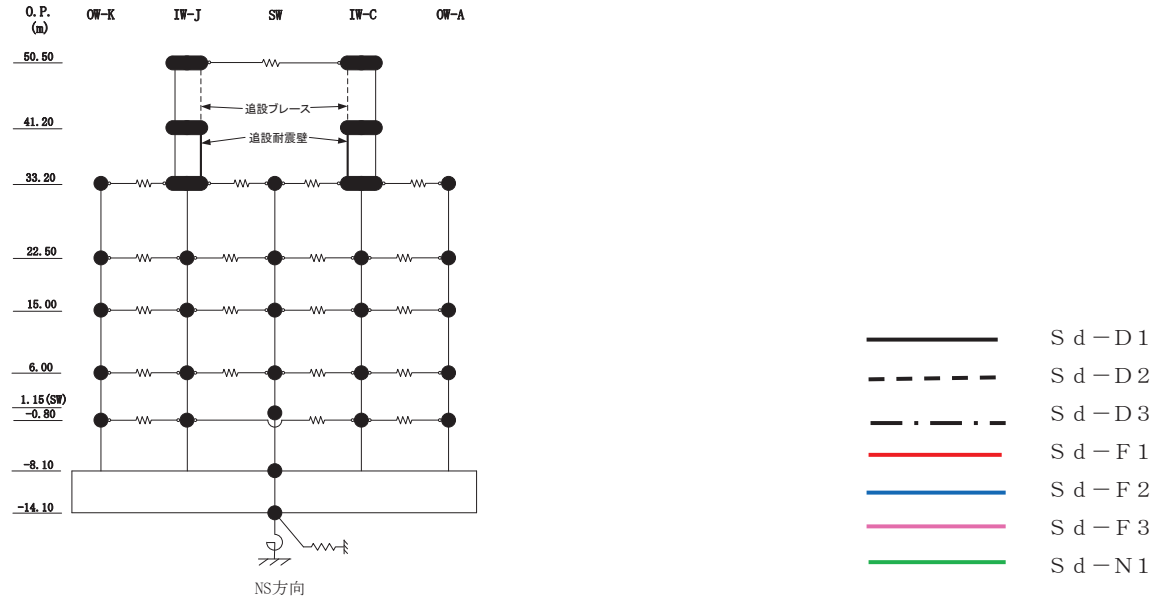 O.P.
(m)
OW-K
IW-J
SW
IW-C
OW-A
50.50
追設ブレース
41.20
追設耐震壁
33.20
22.50
15.00
6.00
1.15(SW)
-0.80
-8.10
-14.10
NS方向
Sd-D1
Sd-D2
Sd-D3
Sd-F1
Sd-F2
Sd-F3
Sd-N1